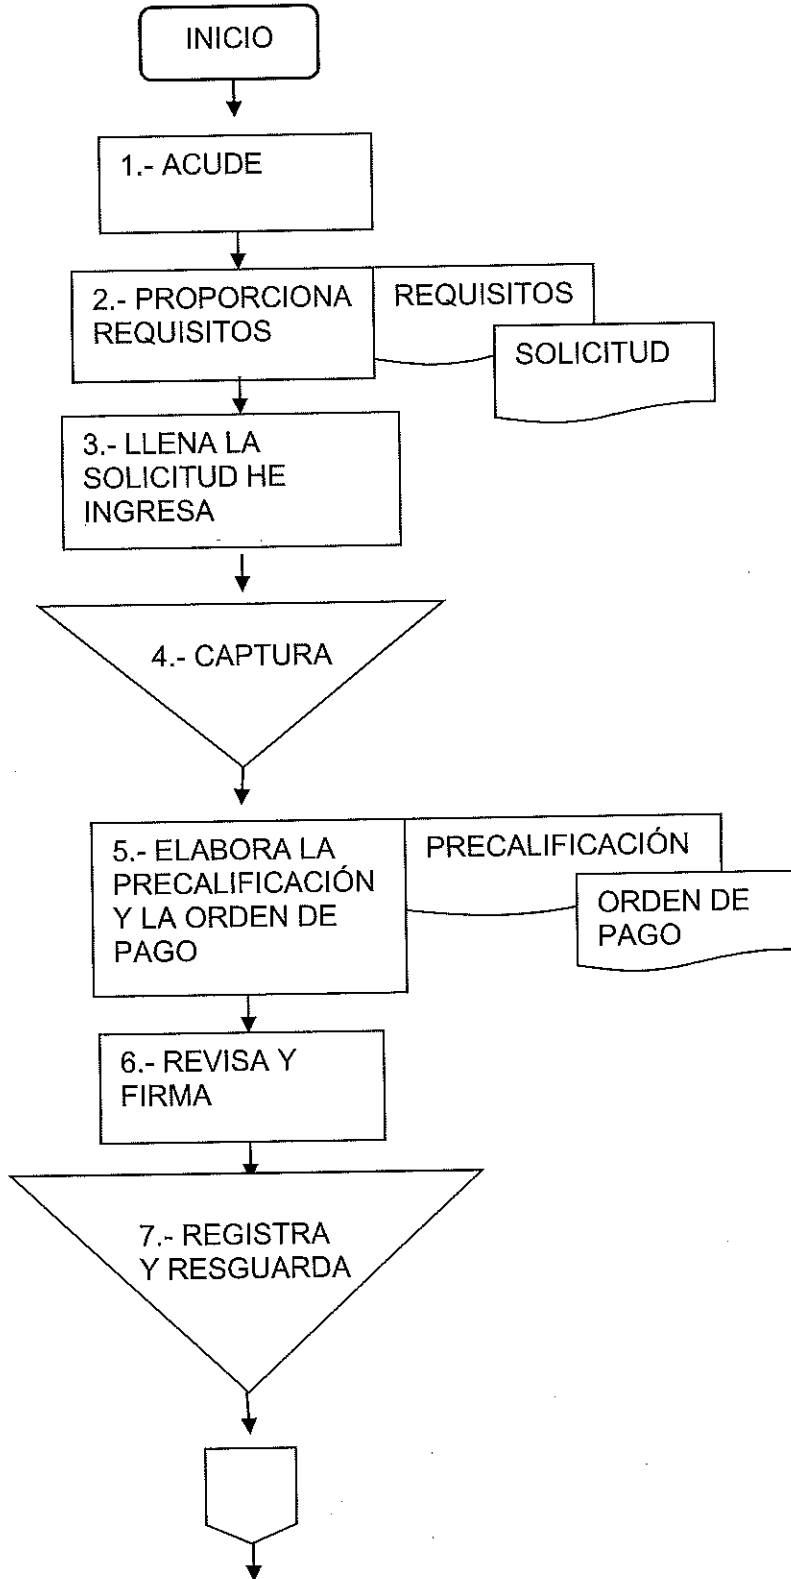 INICIO
1.- ACUDE
2.- PROPORCIONA
REQUISITOS
REQUISITOS
SOLICITUD
3.- LLENA LA
SOLICITUD HE
INGRESA
4.- CAPTURA
5.- ELABORA LA
PRECALIFICACIÓN
Y LA ORDEN DE
PAGO
PRECALIFICACIÓN
ORDEN DE
PAGO
6.- REVISA Y
FIRMA
7.- REGISTRA
Y RESGUARDA